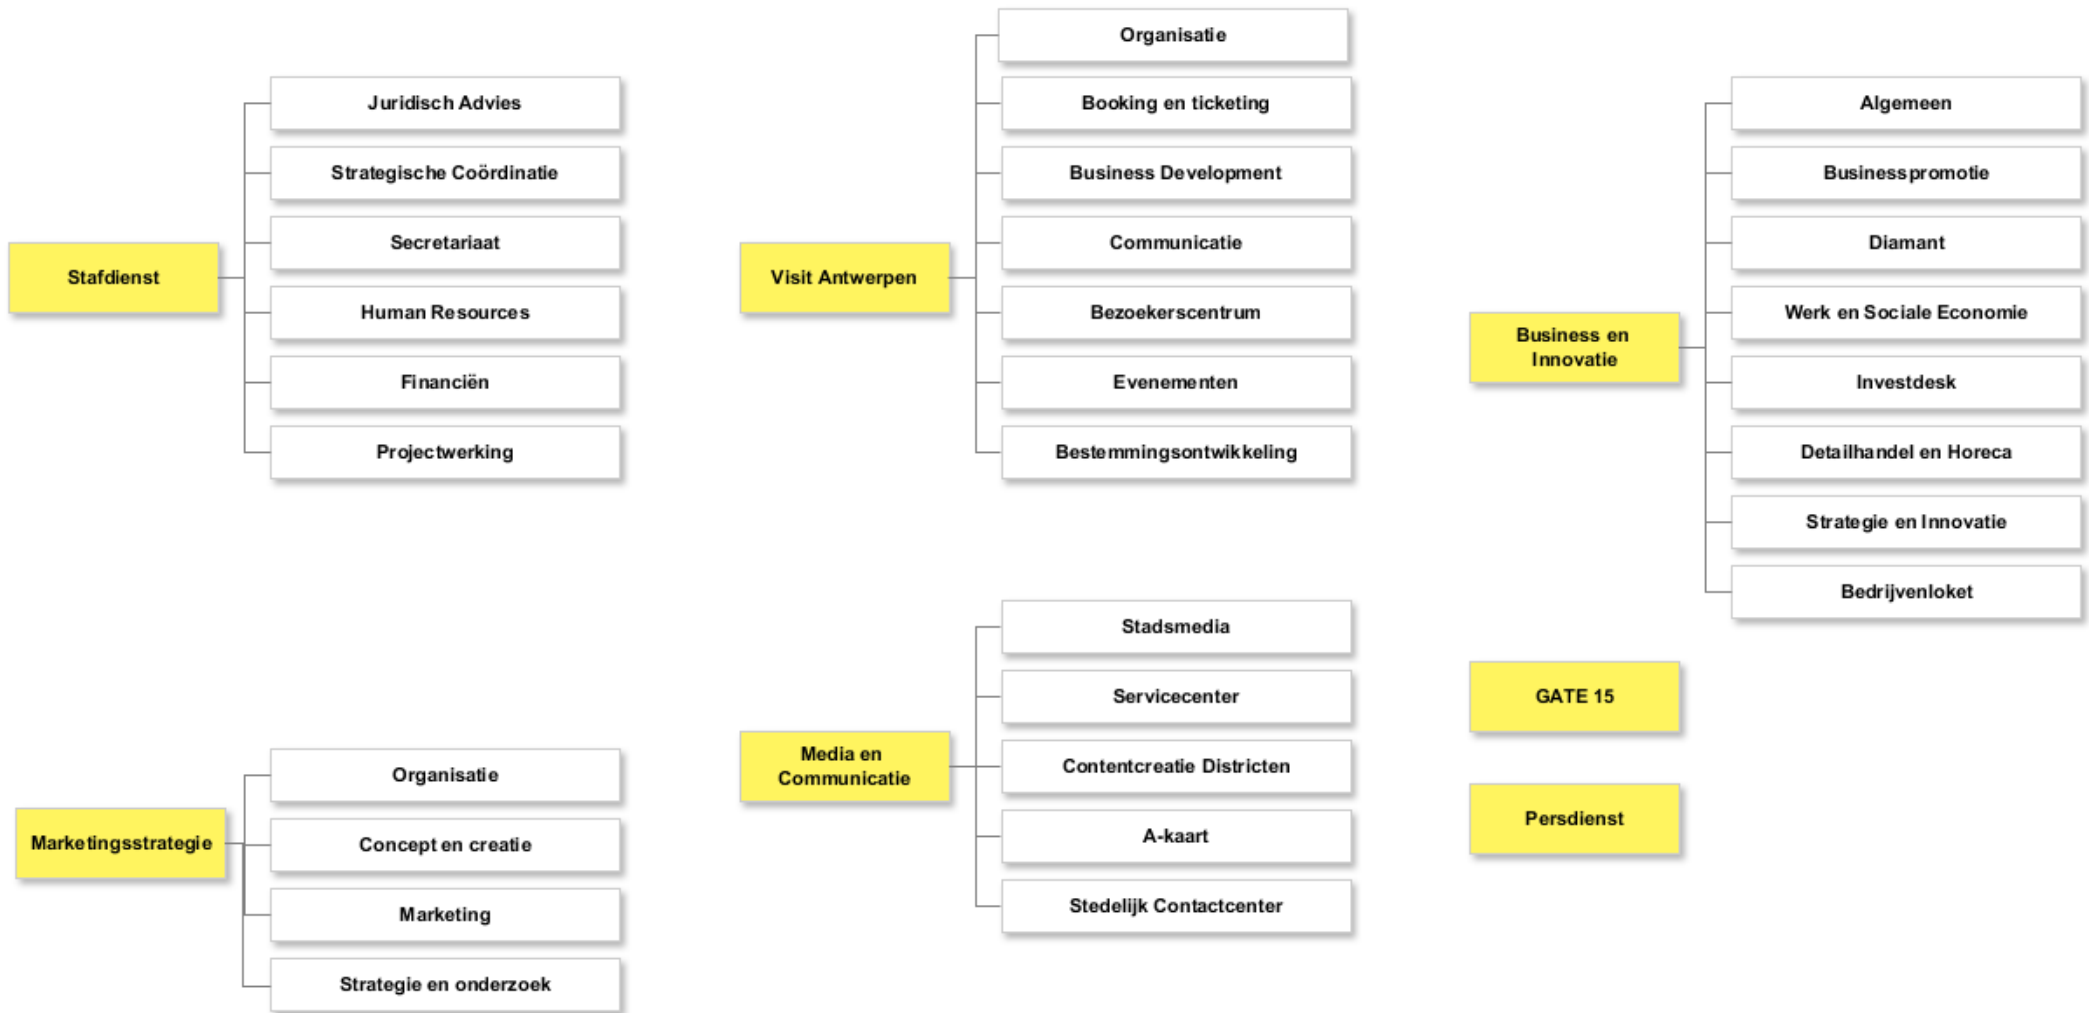 Stafdienst
Juridisch Advies
Strategische Coördinatie
Secretariaat
Human Resources
Financiën
Projectwerking
Marketingsstrategie
Organisatie
Concept en creatie
Marketing
Strategie en onderzoek
Visit Antwerpen
Organisatie
Booking en ticketing
Business Development
Communicatie
Bezoekerscentrum
Evenementen
Bestemmingsontwikkeling
Media en
Communicatie
Stadsmedia
Servicecenter
Contentcreatie Districten
A-kaart
Stedelijk Contactcenter
Business en
Innovatie
Algemeen
Businesspromotie
Diamant
Werk en Sociale Economie
Investdesk
Detailhandel en Horeca
Strategie en Innovatie
Bedrijvenloket
GATE 15
Persdienst